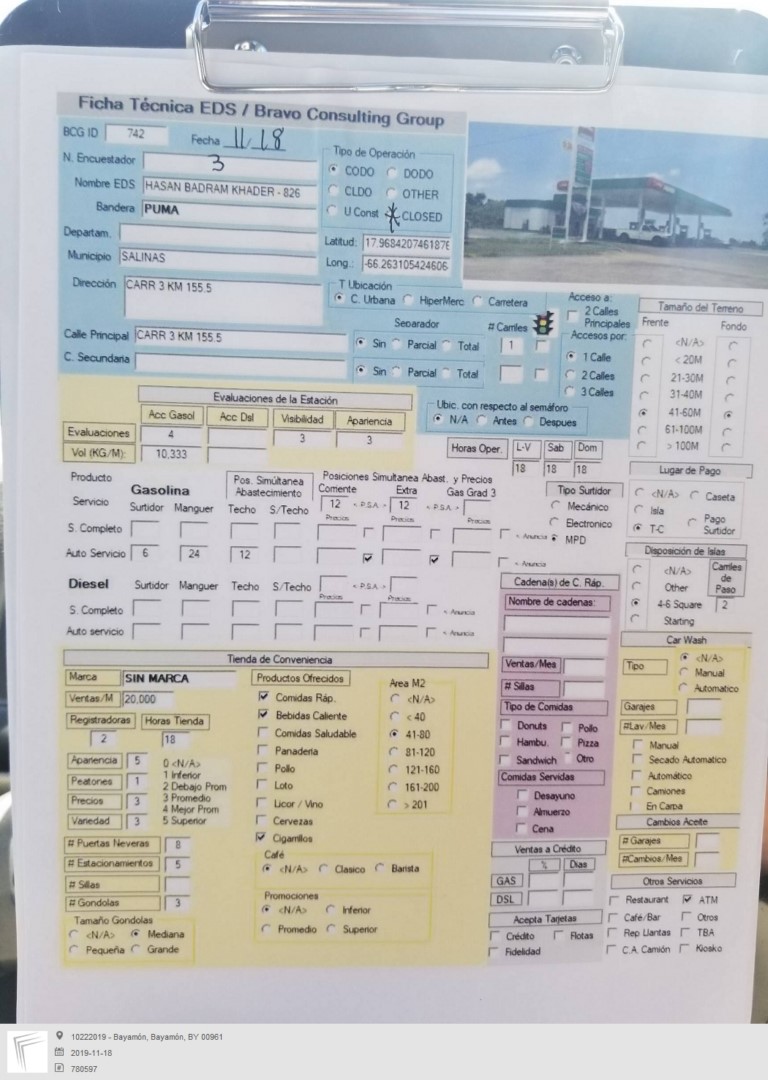 Ficha Técnica EDS / Bravo Consulting Group
BCG ID 742 Fecha 11/18
N. Encuestador 3
Nombre EDS HASAN BADRAM KHADER - 826
Bandera PUMA
Departam.
Municipio SALINAS
Dirección CARR 3 KM 155.5
Calle Principal CARR 3 KM 155.5
C. Secundaria
Tipo de Operación
CODO DODO
CLDO OTHER
U Const CLOSED
Latitud: 17.9684207461876
Long.: -66.263105424606
T Ubicación
C. Urbana HiperMerc Carretera
Separador # Carriles
Sin Parcial Total 1
Sin Parcial Total
Acceso a:
2 Calles Principales
Accesos por:
1 Calle
2 Calles
3 Calles
Tamaño del Terreno
Frente Fondo
<N/A>
< 20M
21-30M
31-40M
41-60M
61-100M
> 100M
Evaluaciones de la Estación
Acc Gasol Acc Dsl Visibilidad Apariencia
Evaluaciones 4 3 3
Vol (KG/M): 10,333
Ubic. con respecto al semáforo
N/A Antes Despues
Horas Oper. L-V Sab Dom
18 18 18
Producto
Servicio
Gasolina
Surtidor Manguer
Pos. Simúltanea Abastecimiento
Techo S/Techo
Posiciones Simultanea Abast. y Precios
Corriente Extra Gas Grad 3
12 < P.S.A. > 12 < P.S.A. >
Precios Precios Precios
S. Completo < Anuncia
Auto Servicio 6 24 12
< Anuncia
Tipo Surtidor
Mecánico
Electronico
MPD
Lugar de Pago
<N/A> Caseta
Isla
T-C Pago Surtidor
Diesel Surtidor Manguer Techo S/Techo < P.S.A. >
Precios Precios
S. Completo < Anuncia
Auto servicio < Anuncia
Disposición de Islas
<N/A>
Other
4-6 Square
Starting
Carriles de Paso
2
Cadena(s) de C. Ráp.
Nombre de cadenas:
Ventas/Mes
# Sillas
Tipo de Comidas
Donuts Pollo
Hambu. Pizza
Sandwich Otro
Comidas Servidas
Desayuno
Almuerzo
Cena
Car Wash
Tipo <N/A>
Manual
Automatico
Garajes
#Lav/Mes
Manual
Secado Automatico
Automático
Camiones
En Carpa
Cambios Aceite
# Garajes
#Cambios/Mes
Tienda de Conveniencia
Marca SIN MARCA
Ventas/M 20,000
Registradoras Horas Tienda
2 18
Apariencia 5
Peatones 1
Precios 3
Variedad 3
0 <N/A>
1 Inferior
2 Debajo Prom
3 Promedio
4 Mejor Prom
5 Superior
# Puertas Neveras 8
# Estacionamientos 5
# Sillas
# Gondolas 3
Tamaño Gondolas
<N/A> Mediana
Pequeña Grande
Productos Ofrecidos
Comidas Ráp.
Bebidas Caliente
Comidas Saludable
Panaderia
Pollo
Loto
Licor / Vino
Cervezas
Cigarrillos
Area M2
<N/A>
< 40
41-80
81-120
121-160
161-200
> 201
Café
<N/A> Clasico Barista
Promociones
<N/A> Inferior
Promedio Superior
Ventas a Crédito
% Dias
GAS
DSL
Acepta Tarjetas
Crédito Flotas
Fidelidad
Otros Servicios
Restaurant ATM
Café/Bar Otros
Rep Llantas TBA
C.A. Camión Kiosko
10222019 - Bayamón, Bayamón, BY 00961
2019-11-18
780597